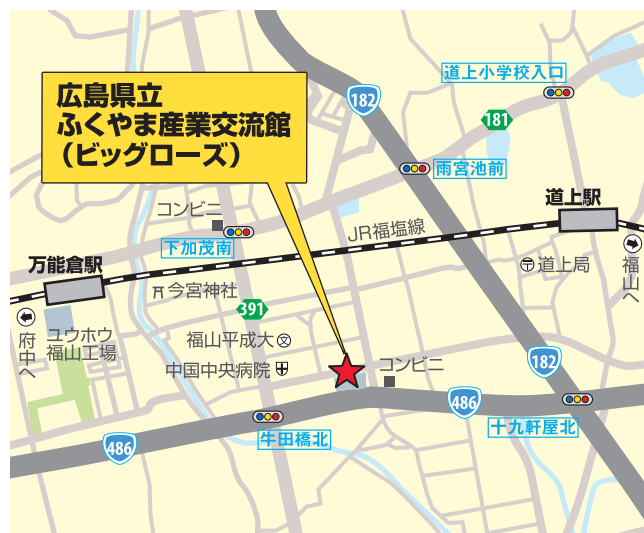 広島県立
ふくやま産業交流館
(ビッグローズ)
182
道上小学校入口
181
雨宮池前
道上駅
コンビニ
下加茂南
JR福塩線
万能倉駅
〒道上局
福山へ
今宮神社
391
府中へ
ユウホウ
福山工場
福山平成大
文
中国中央病院
コンビニ
182
486
十九軒屋北
牛田橋北
486